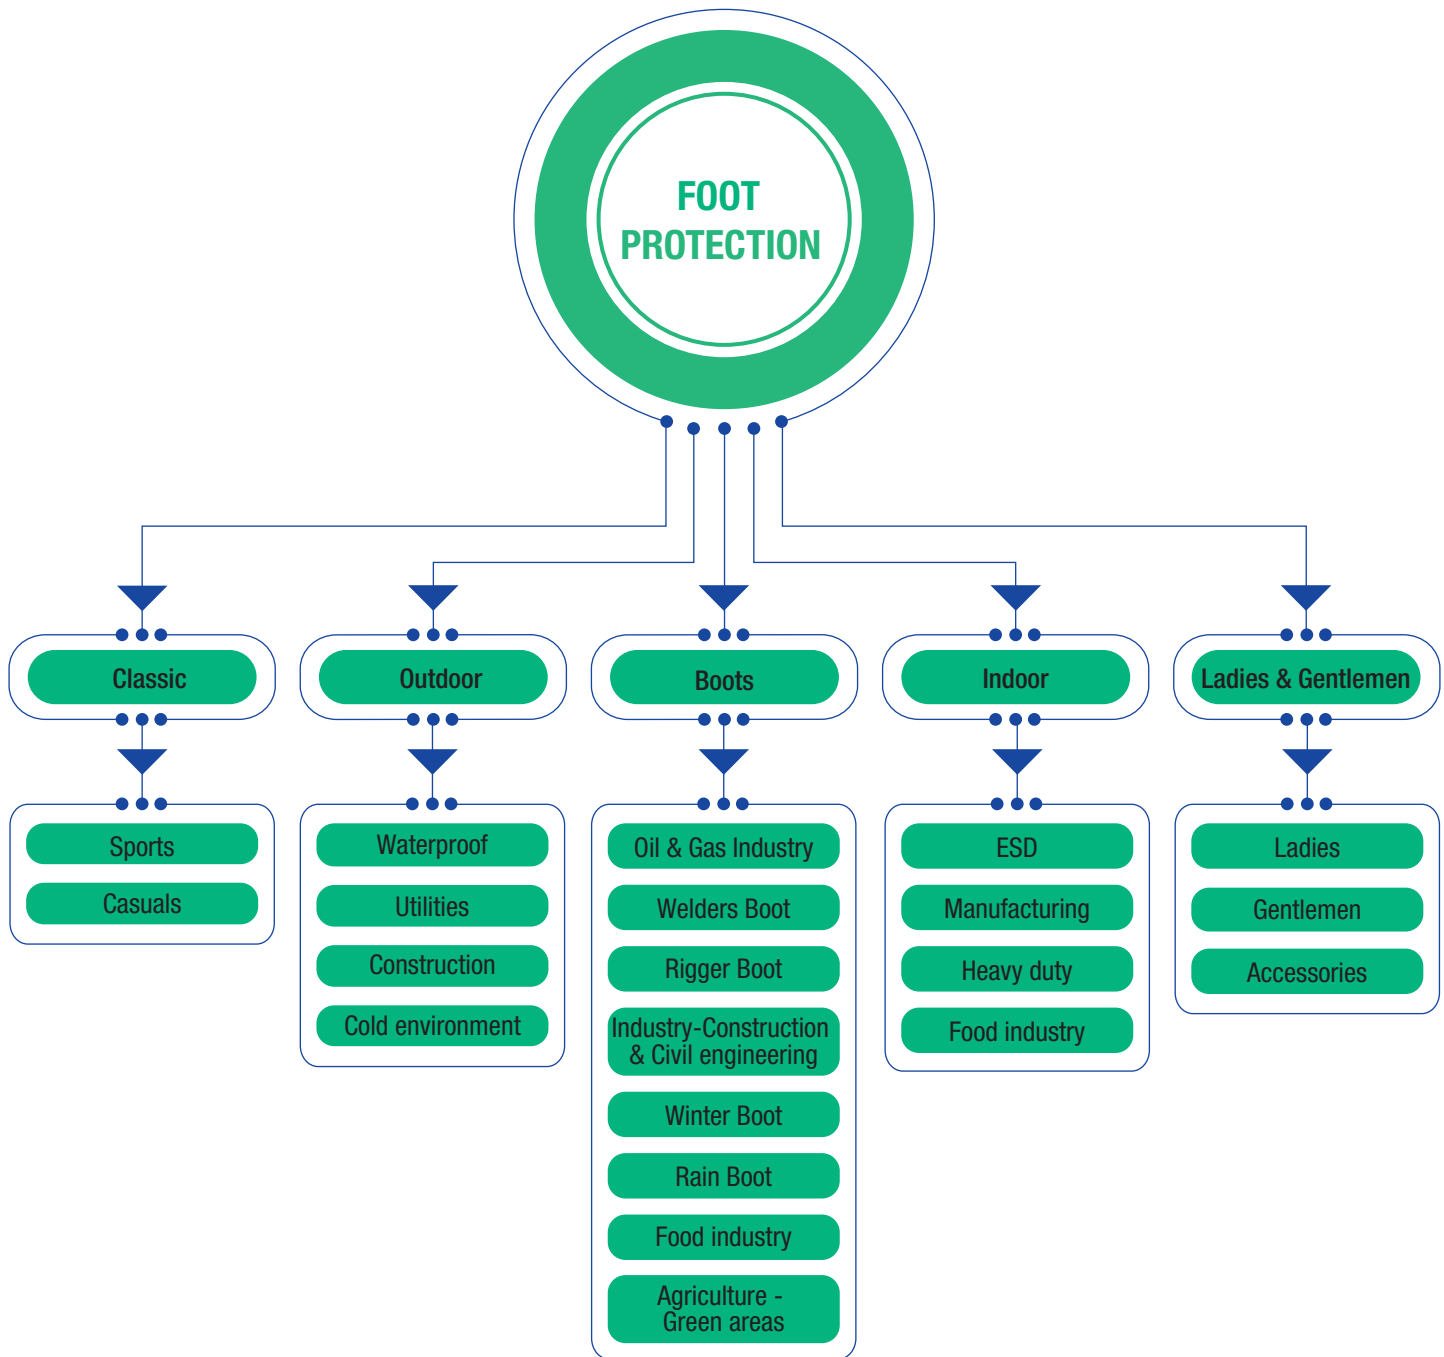 FOOT
PROTECTION
Classic
Outdoor
Boots
Indoor
Ladies & Gentlemen
Sports
Casuals
Waterproof
Utilities
Construction
Cold environment
Oil & Gas Industry
Welders Boot
Rigger Boot
Industry-Construction
& Civil engineering
Winter Boot
Rain Boot
Food industry
Agriculture -
Green areas
ESD
Manufacturing
Heavy duty
Food industry
Ladies
Gentlemen
Accessories